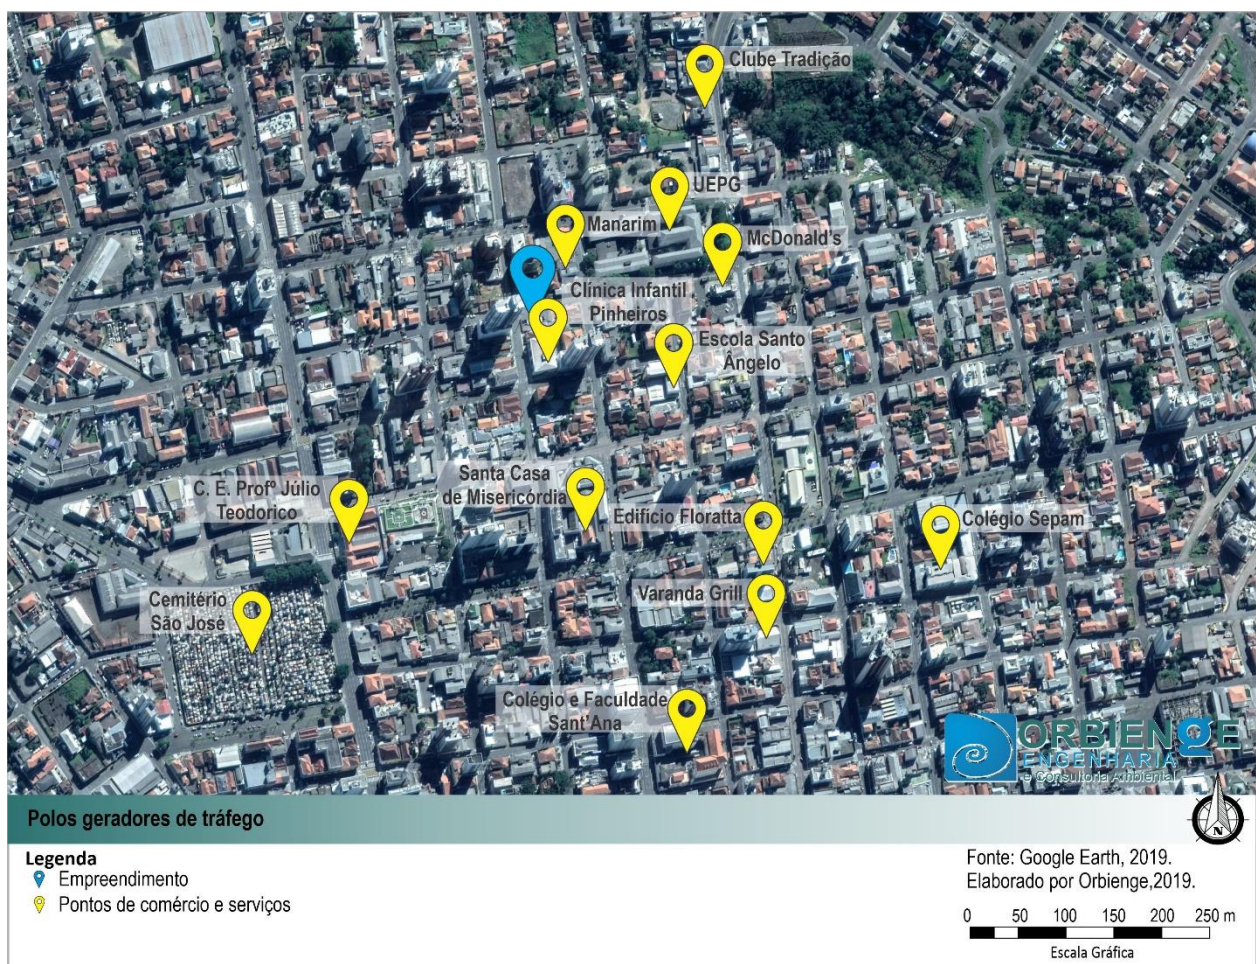 Clube Tradição
UEPG
Manarim
McDonald's
Clínica Infantil
Pinheiros
Escola Santo
Ângelo
Santa Casa
de Misericórdia
C. E. Profº Júlio
Teodorico
Edifício Floratta
Colégio Sepam
Cemitério
São José
Varanda Grill
Colégio e Faculdade
Sant'Ana
ORBIENGE
ENGENHARIA
e Consultoria Ambiental
Polos geradores de tráfego
N
Legenda
Empreendimento
Pontos de comércio e serviços
Fonte: Google Earth, 2019.
Elaborado por Orbienge,2019.
0 50 100 150 200 250 m
Escala Gráfica